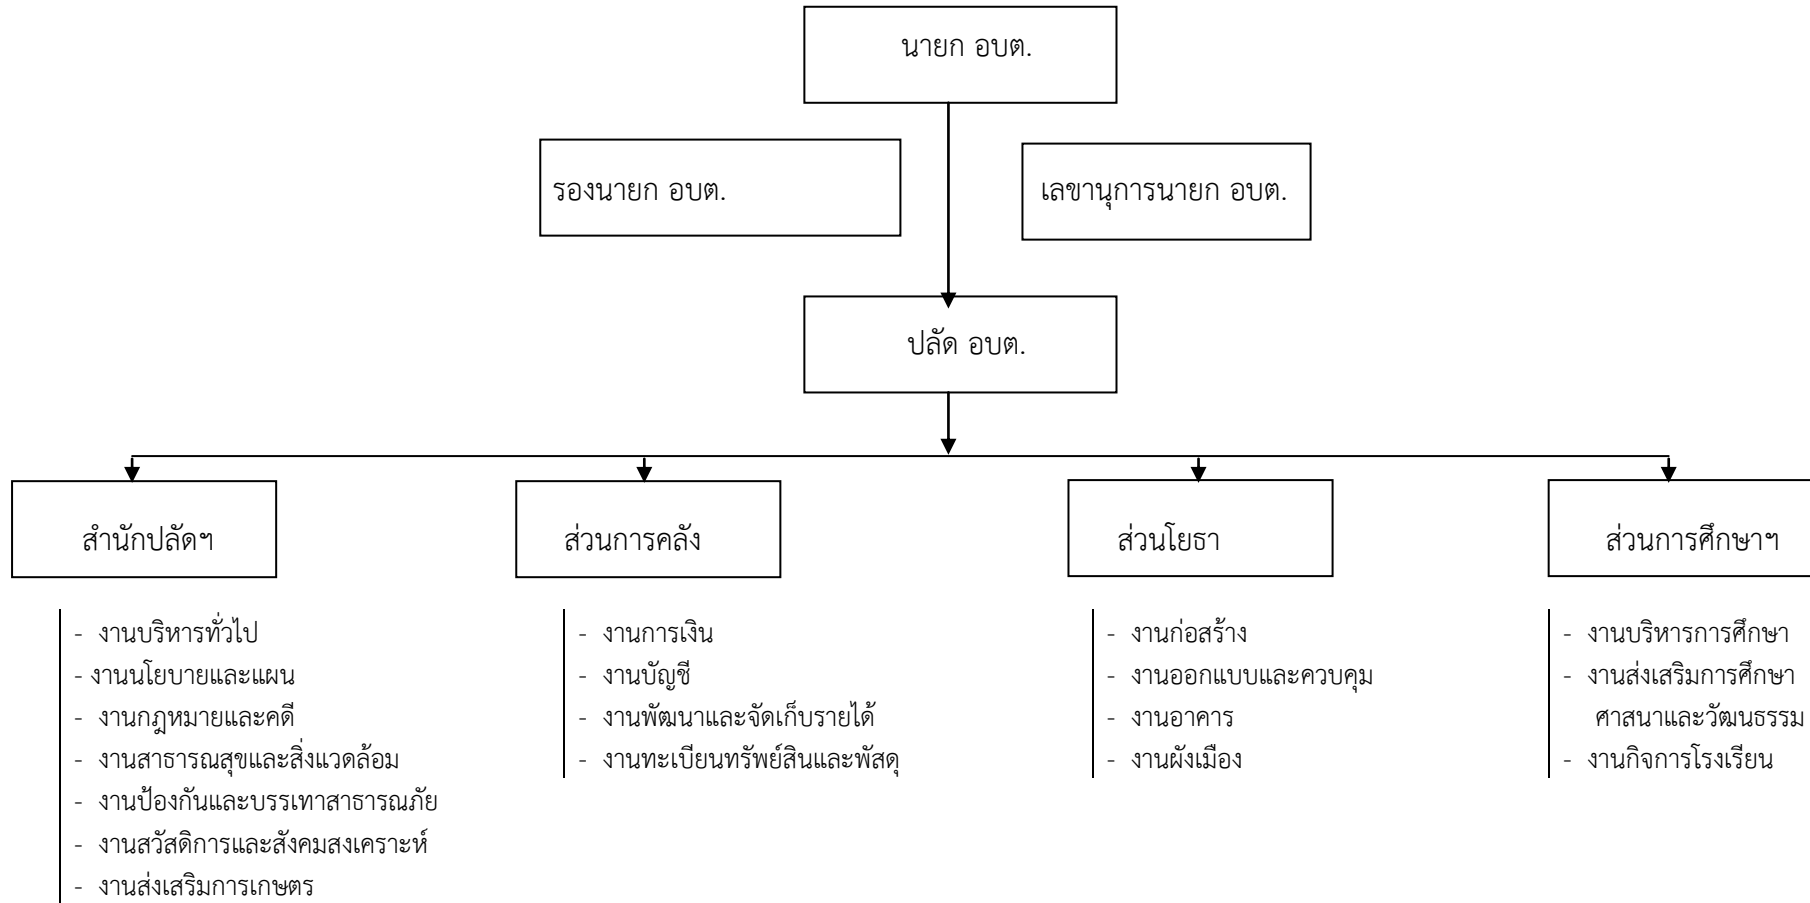 นายก อบต.
รองนายก อบต.
เลขานุการนายก อบต.
ปลัด อบต.
สำนักปลัดฯ
- งานบริหารทั่วไป
- งานนโยบายและแผน
- งานกฎหมายและคดี
- งานสาธารณสุขและสิ่งแวดล้อม
- งานป้องกันและบรรเทาสาธารณภัย
- งานสวัสดิการและสังคมสงเคราะห์
- งานส่งเสริมการเกษตร
ส่วนการคลัง
- งานการเงิน
- งานบัญชี
- งานพัฒนาและจัดเก็บรายได้
- งานทะเบียนทรัพย์สินและพัสดุ
ส่วนโยธา
- งานก่อสร้าง
- งานออกแบบและควบคุม
- งานอาคาร
- งานผังเมือง
ส่วนการศึกษาฯ
- งานบริหารการศึกษา
- งานส่งเสริมการศึกษา
ศาสนาและวัฒนธรรม
- งานกิจการโรงเรียน